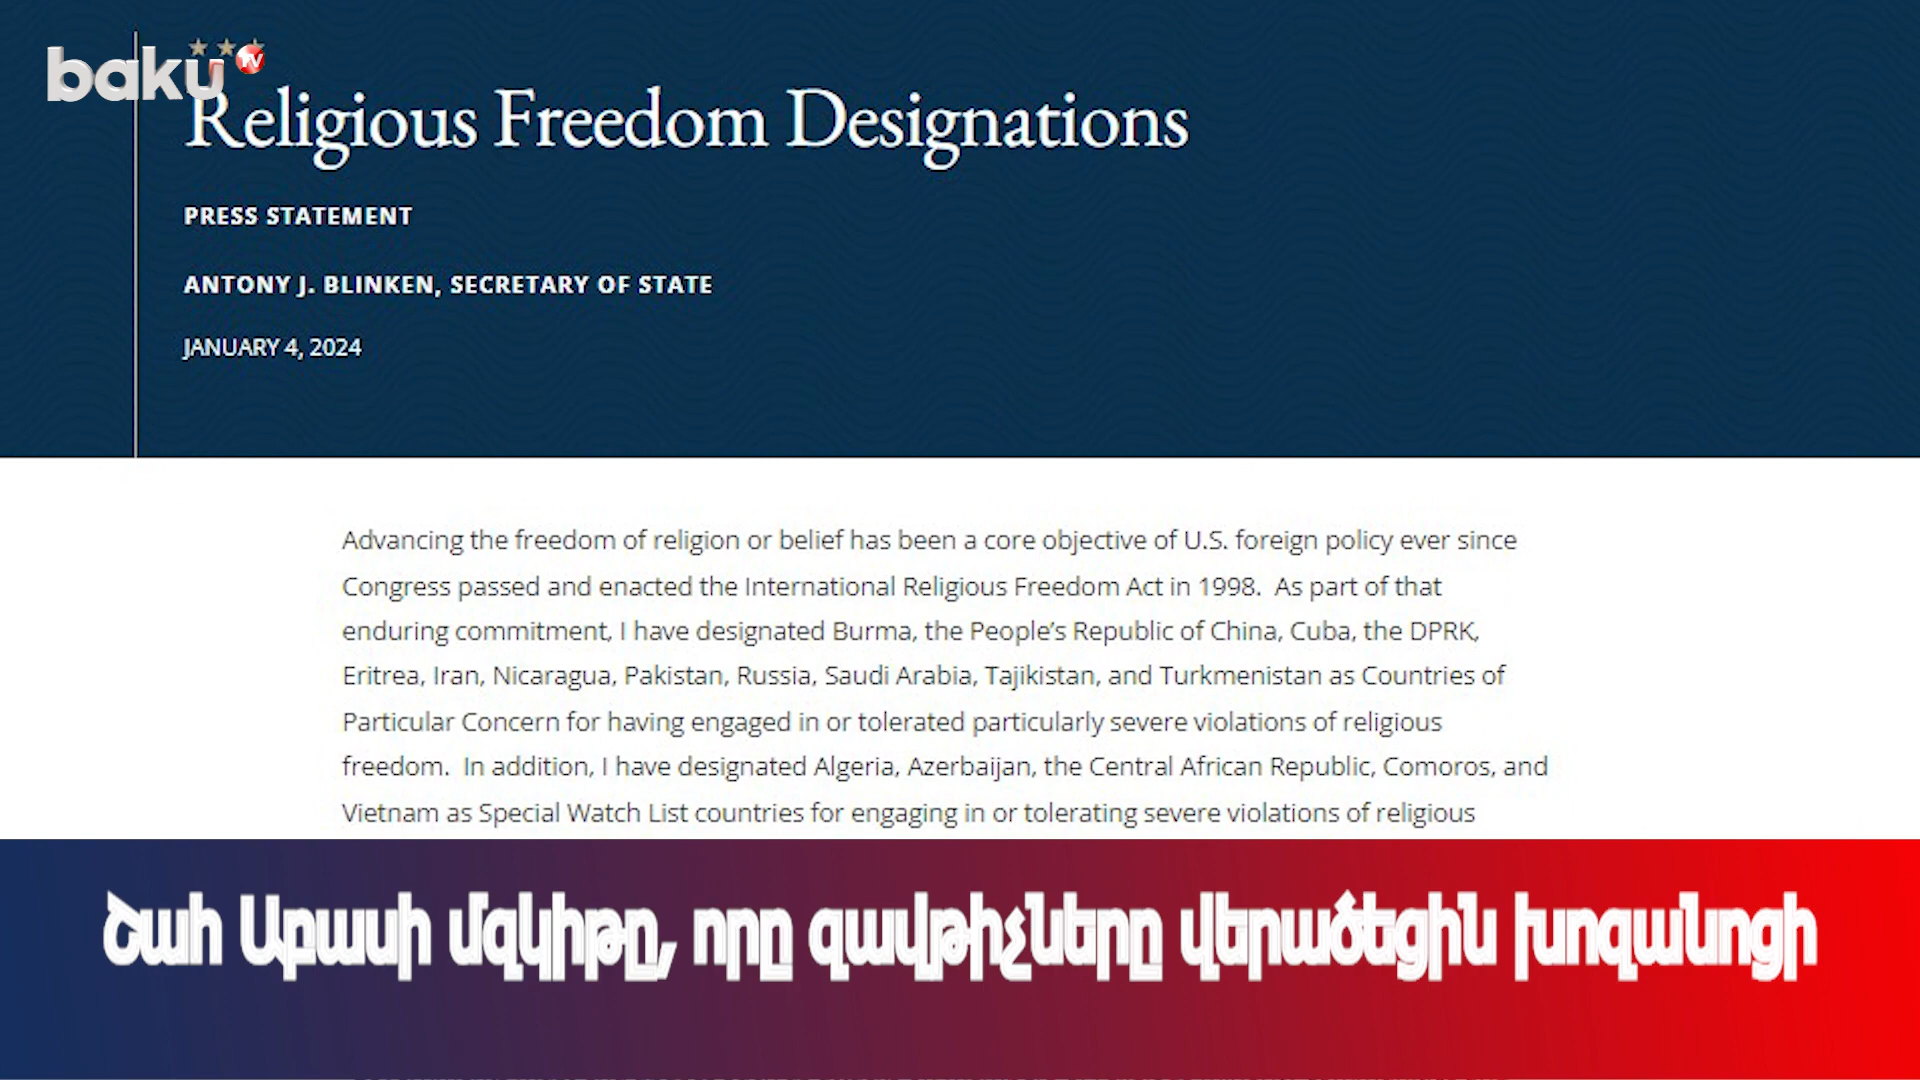 baku TV
Religious Freedom Designations
PRESS STATEMENT
ANTONY J. BLINKEN, SECRETARY OF STATE
JANUARY 4, 2024
Advancing the freedom of religion or belief has been a core objective of U.S. foreign policy ever since
Congress passed and enacted the International Religious Freedom Act in 1998.  As part of that
enduring commitment, I have designated Burma, the People’s Republic of China, Cuba, the DPRK,
Eritrea, Iran, Nicaragua, Pakistan, Russia, Saudi Arabia, Tajikistan, and Turkmenistan as Countries of
Particular Concern for having engaged in or tolerated particularly severe violations of religious
freedom.  In addition, I have designated Algeria, Azerbaijan, the Central African Republic, Comoros, and
Vietnam as Special Watch List countries for engaging in or tolerating severe violations of religious
Շահ Աբասի մզկիթը, որը զավթիչները վերածեցին խոզանոցի